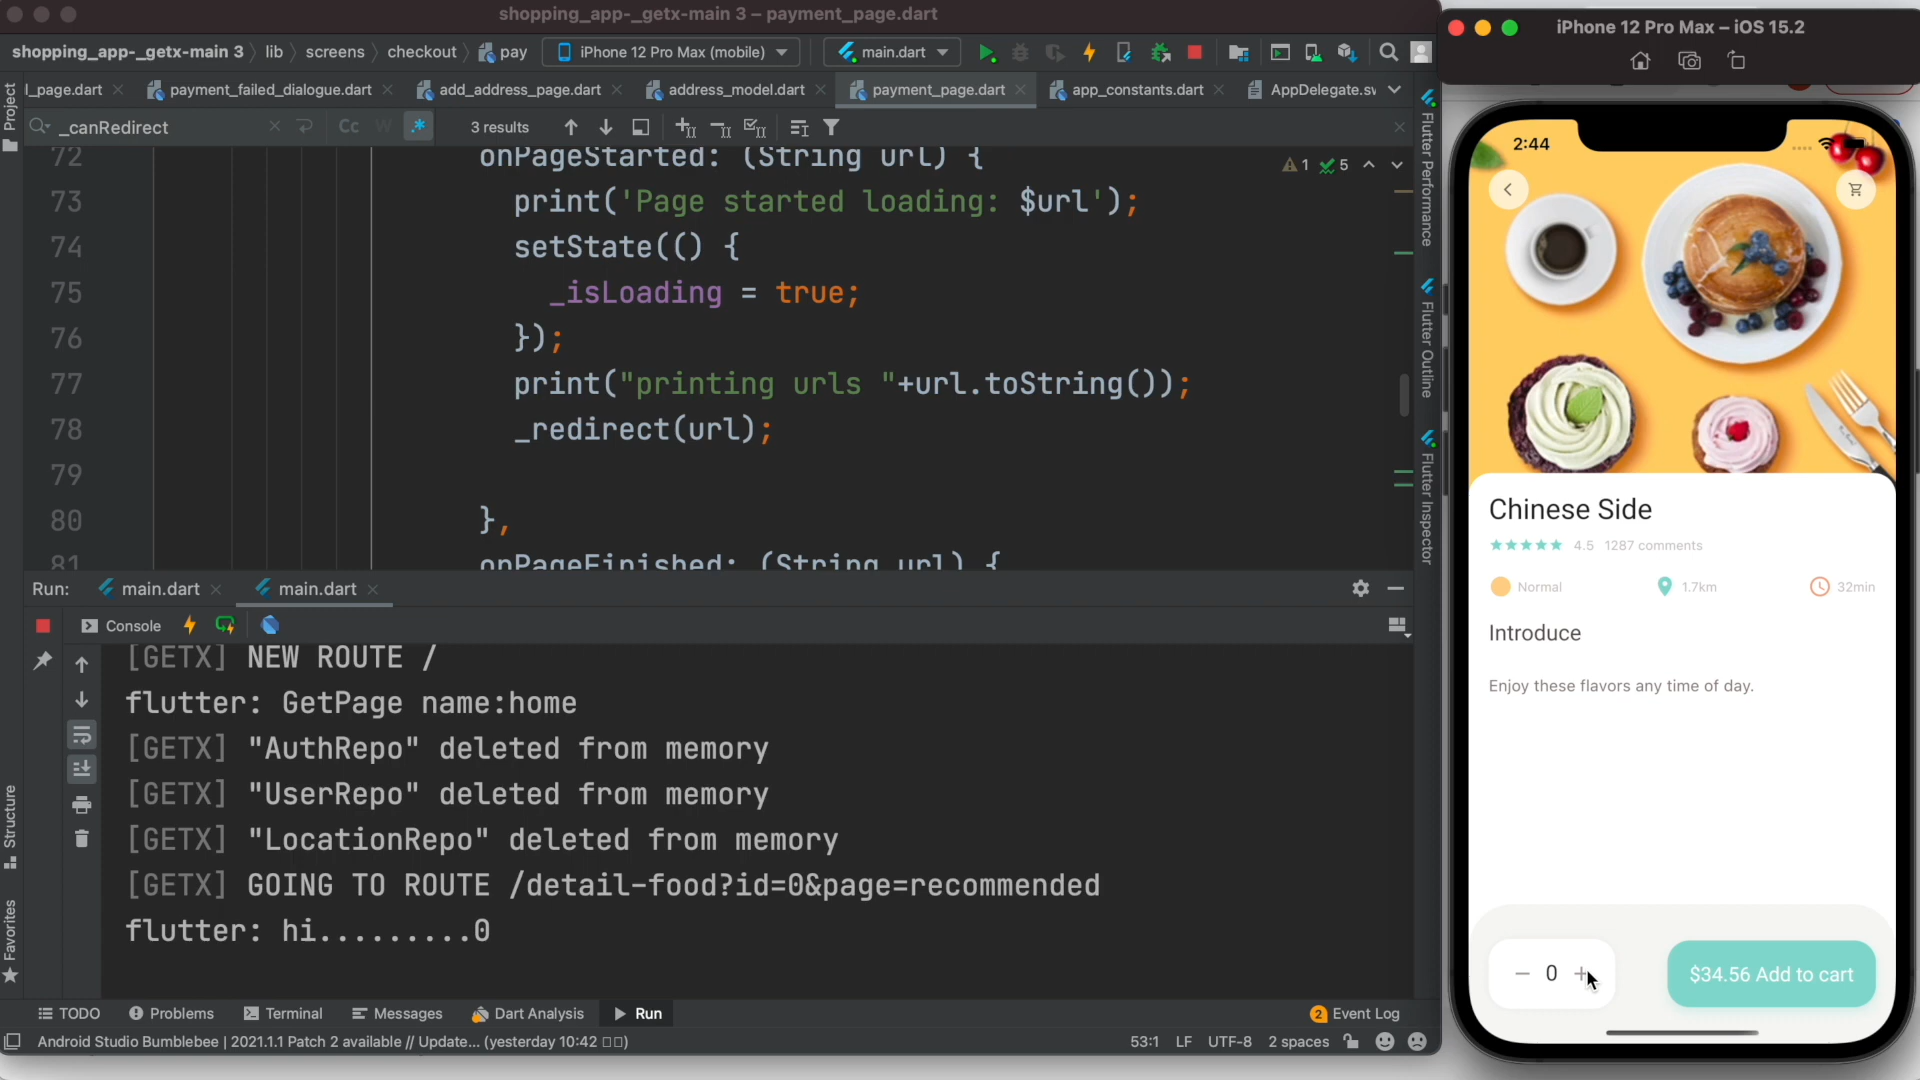 shopping_app-_getx-main 3 – payment_page.dart
shopping_app-_getx-main 3
lib
screens
checkout
pay
iPhone 12 Pro Max (mobile)
main.dart
l_page.dart
payment_failed_dialogue.dart
add_address_page.dart
address_model.dart
payment_page.dart
app_constants.dart
AppDelegate.sv
_canRedirect
Cc
W
.*
3 results
72 onPageStarted: (String url) {
1
5
73 print('Page started loading: $url');
74 setState(() {
75 _isLoading = true;
76 });
77 print("printing urls "+url.toString());
78 _redirect(url);
79
80 },
81 onPageFinished: (String url) {
Project
Structure
Favorites
Flutter Performance
Flutter Outline
Flutter Inspector
Run:
main.dart
main.dart
Console
[GETX] NEW ROUTE /
flutter: GetPage name:home
[GETX] "AuthRepo" deleted from memory
[GETX] "UserRepo" deleted from memory
[GETX] "LocationRepo" deleted from memory
[GETX] GOING TO ROUTE /detail-food?id=0&page=recommended
flutter: hi.........0
TODO
Problems
Terminal
Messages
Dart Analysis
Run
2 Event Log
Android Studio Bumblebee | 2021.1.1 Patch 2 available // Update... (yesterday 10:42 □□)
53:1
LF
UTF-8
2 spaces
iPhone 12 Pro Max – iOS 15.2
2:44
Chinese Side
4.5 1287 comments
Normal
1.7km
32min
Introduce
Enjoy these flavors any time of day.
− 0 +
$34.56 Add to cart